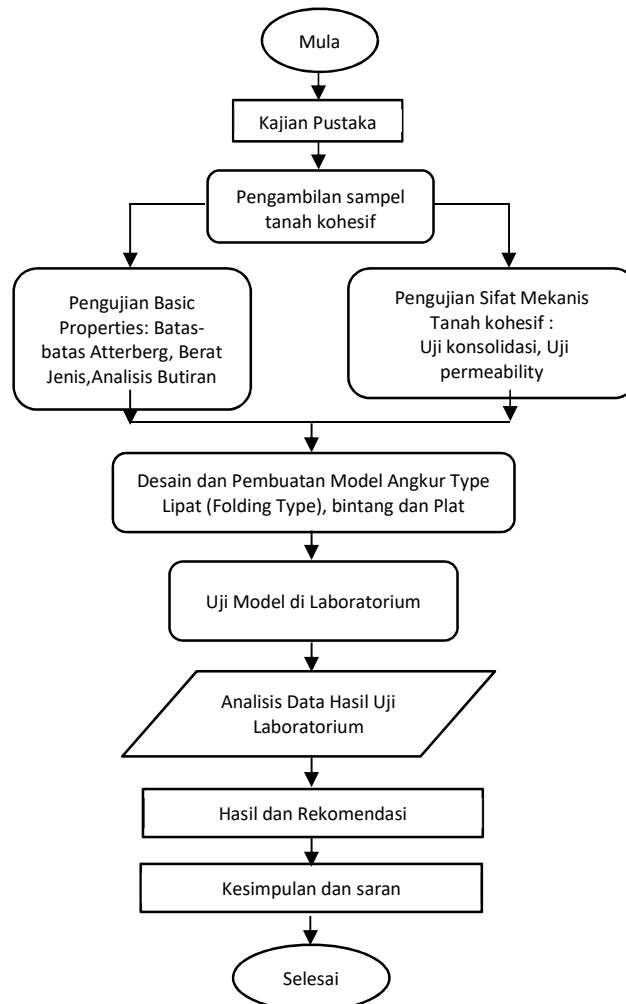 Mula
Kajian Pustaka
Pengambilan sampel
tanah kohesif
Pengujian Basic
Properties: Batas-
batas Atterberg, Berat
Jenis,Analisis Butiran
Pengujian Sifat Mekanis
Tanah kohesif :
Uji konsolidasi, Uji
permeability
Desain dan Pembuatan Model Angkur Type
Lipat (Folding Type), bintang dan Plat
Uji Model di Laboratorium
Analisis Data Hasil Uji
Laboratorium
Hasil dan Rekomendasi
Kesimpulan dan saran
Selesai